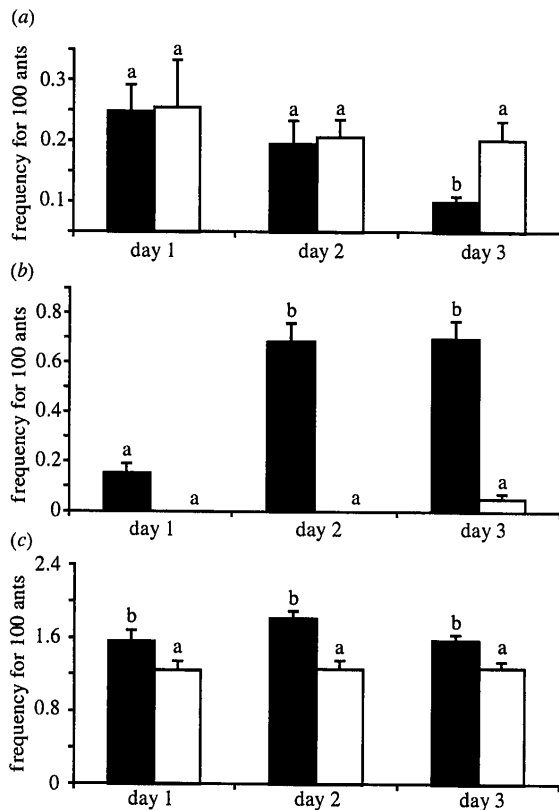 (a)
frequency for 100 ants
0.3
0.2
0.1
a a a a b a
day 1 day 2 day 3
(b)
frequency for 100 ants
0.8
0.6
0.4
0.2
0
a a b a b a
day 1 day 2 day 3
(c)
frequency for 100 ants
2.4
1.6
0.8
0
b a b a b a
day 1 day 2 day 3